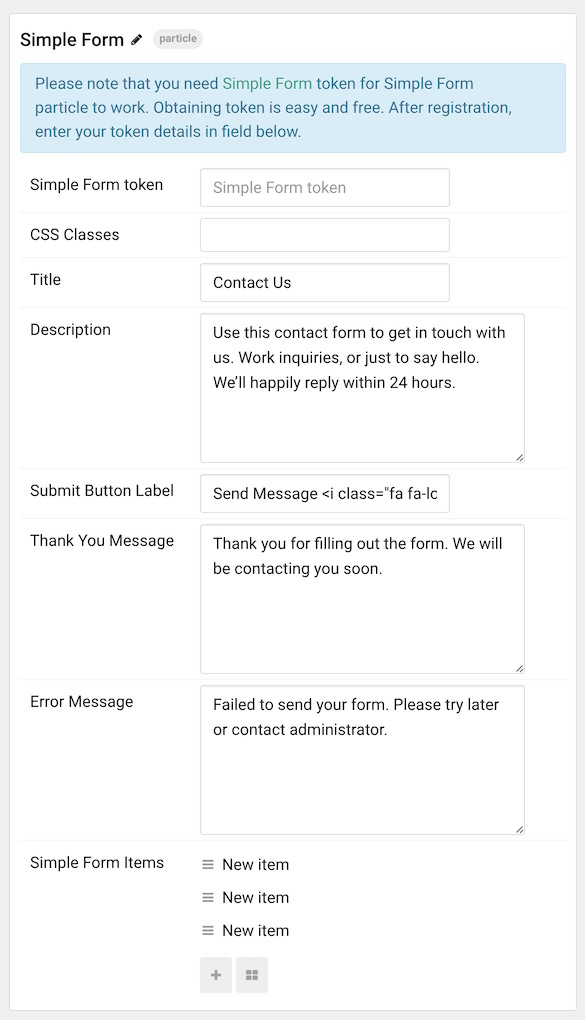 Simple Form particle
Please note that you need Simple Form token for Simple Form
particle to work. Obtaining token is easy and free. After registration,
enter your token details in field below.
Simple Form token Simple Form token
CSS Classes
Title Contact Us
Description Use this contact form to get in touch with
us. Work inquiries, or just to say hello.
We’ll happily reply within 24 hours.
Submit Button Label Send Message <i class="fa fa-lc
Thank You Message Thank you for filling out the form. We will
be contacting you soon.
Error Message Failed to send your form. Please try later
or contact administrator.
Simple Form Items New item
New item
New item